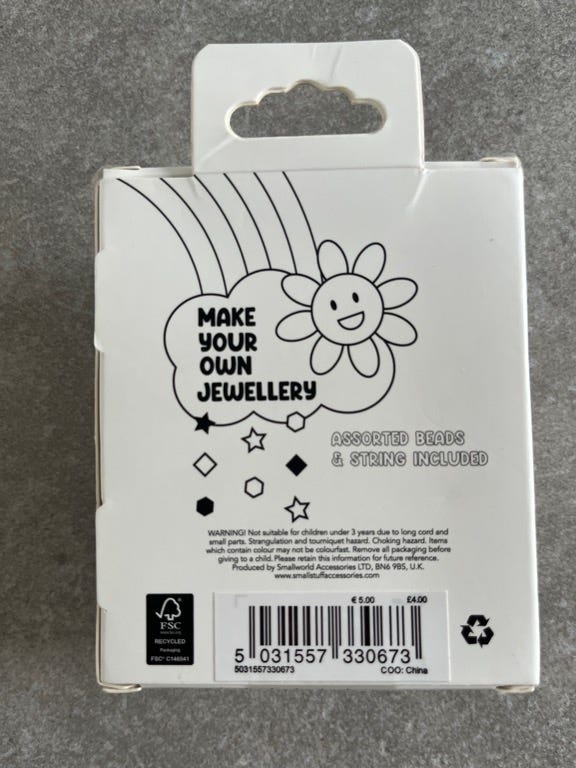 MAKE
YOUR
OWN
JEWELLERY
ASSORTED BEADS
& STRING INCLUDED
WARNING! Not suitable for children under 3 years due to long cord and
small parts. Strangulation and tourniquet hazard. Choking hazard. Items
which contain colour may not be colourfast. Remove all packaging before
giving to a child. Please retain this information for future reference.
Produced by Smallworld Accessories LTD, BN6 9BS, U.K.
www.smallstuffaccessories.com
FSC
www.fsc.org
RECYCLED
Packaging
FSC® C146541
€ 5.00 £4.00
5 031557 330673
5031557330673 COO: China